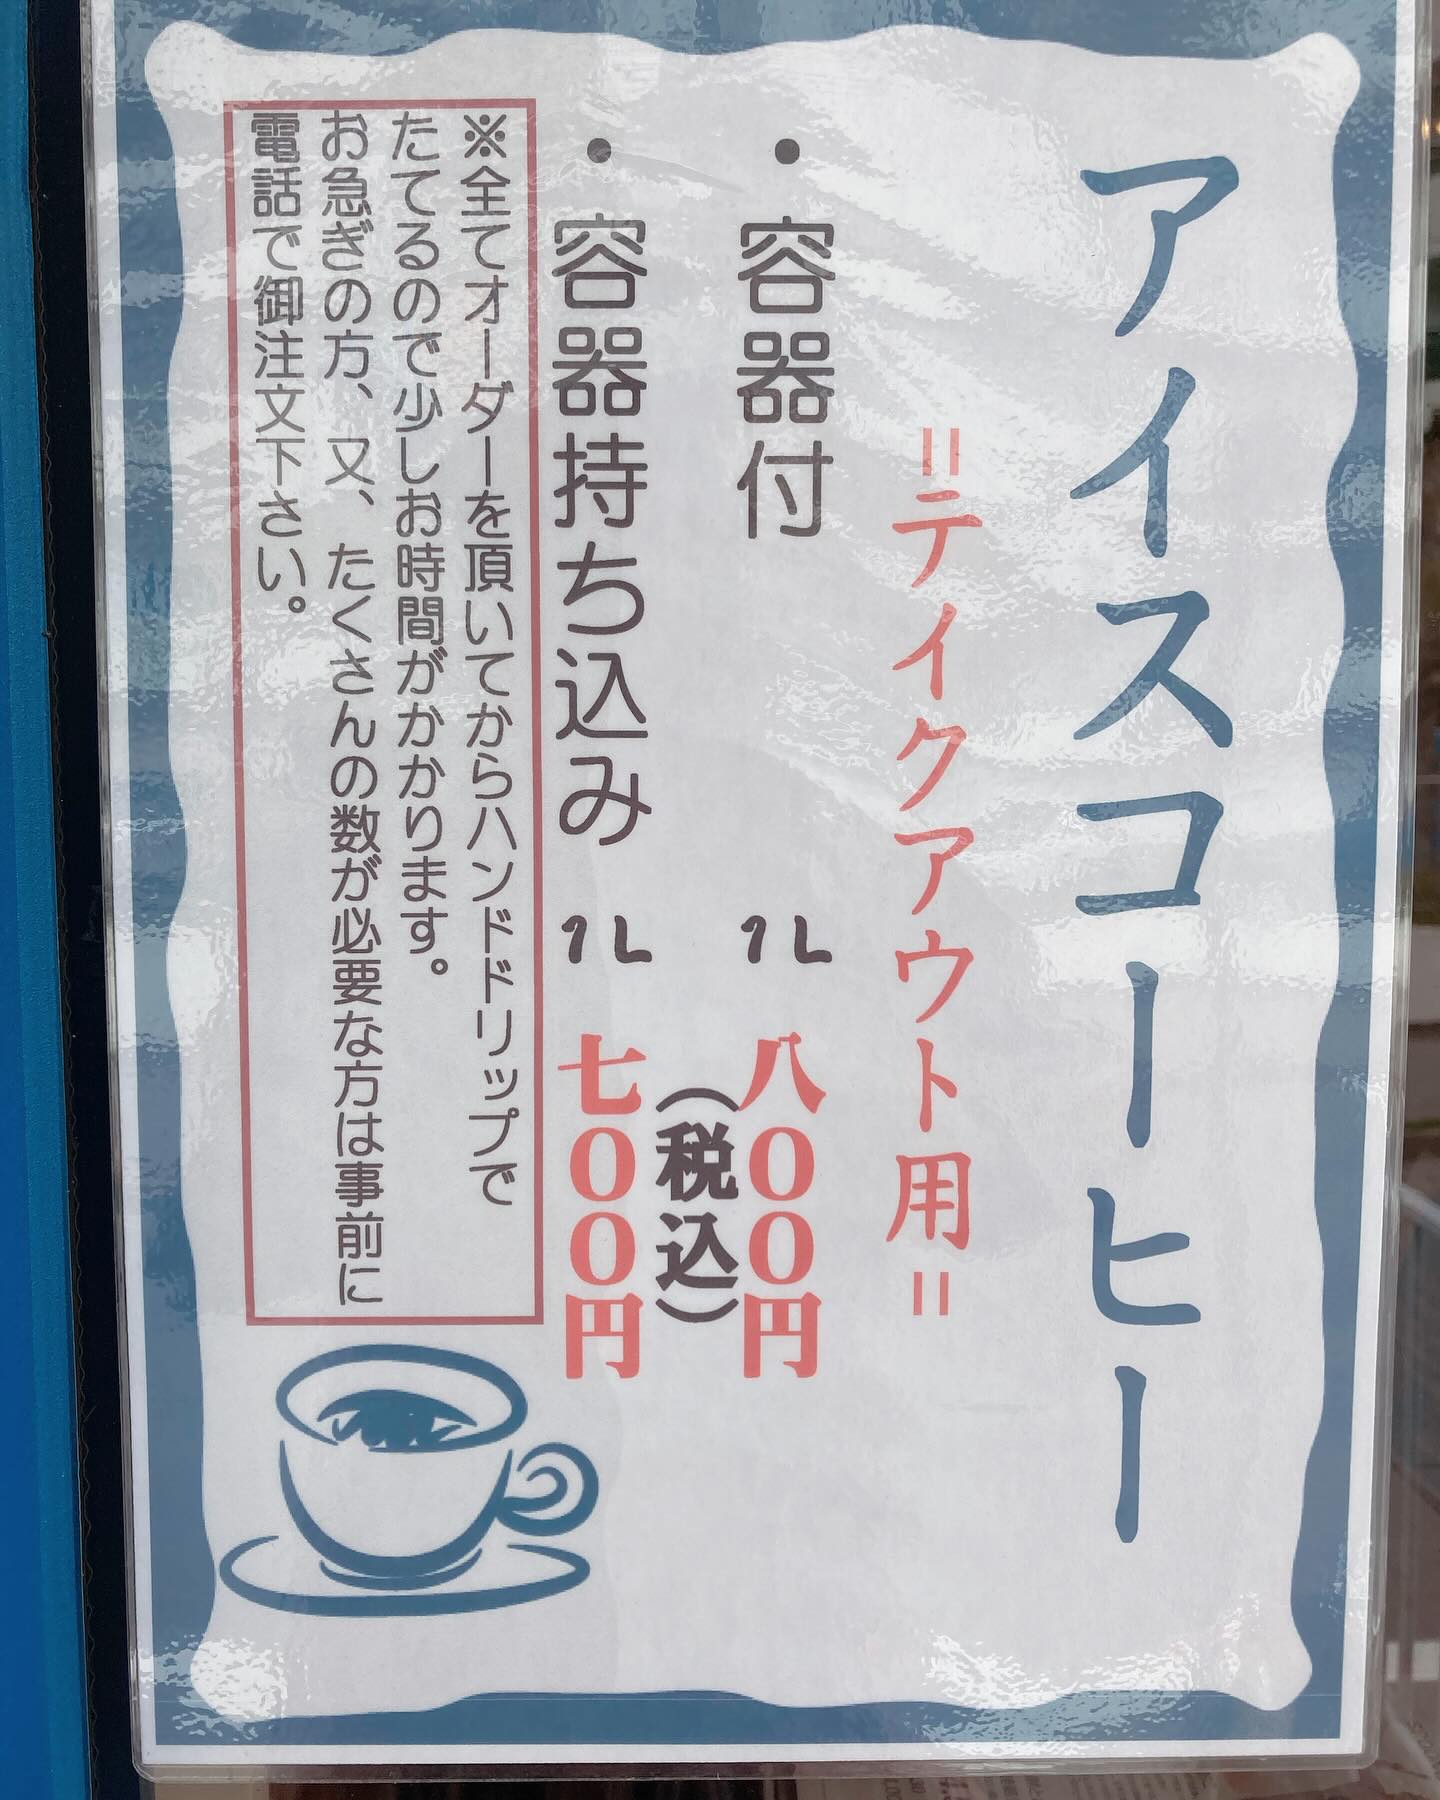 アイスコーヒー
=テイクアウト用=
・容器付 1L 八〇〇円
(税込)
・容器持ち込み 1L 七〇〇円
※全てオーダーを頂いてからハンドドリップで
たてるので少しお時間がかかります。
お急ぎの方、又、たくさんの数が必要な方は事前に
電話で御注文下さい。